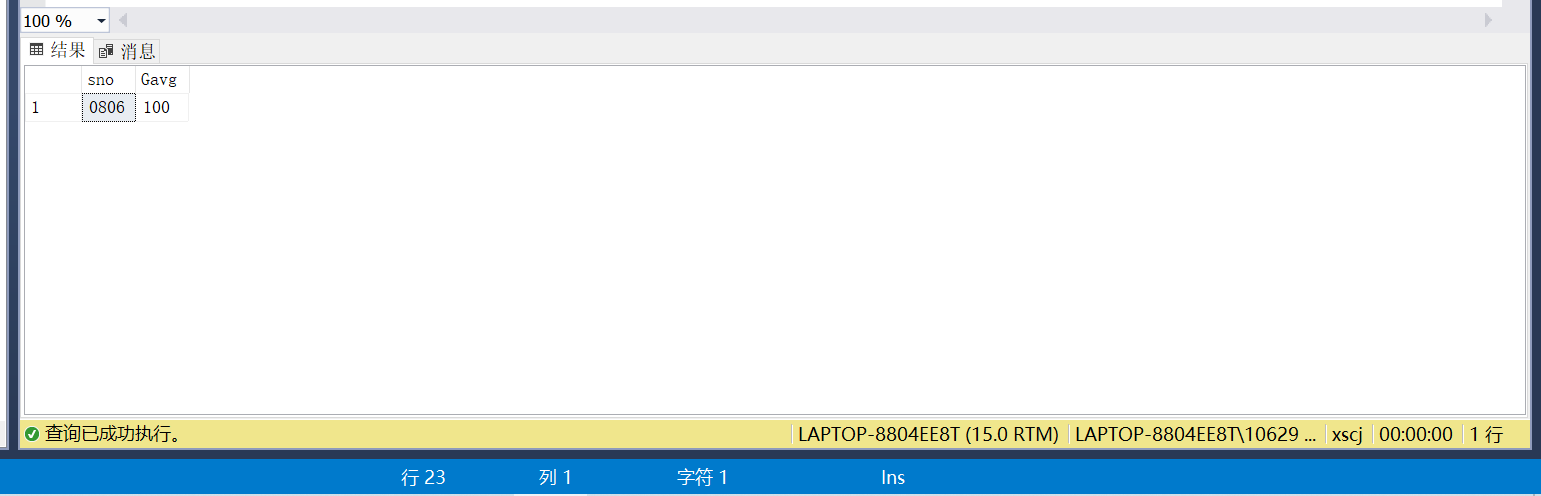 100 %
结果 消息
sno Gavg
1 0806 100
查询已成功执行。 LAPTOP-8804EE8T (15.0 RTM) LAPTOP-8804EE8T\10629 ... xscj 00:00:00 1 行
行 23 列 1 字符 1 Ins